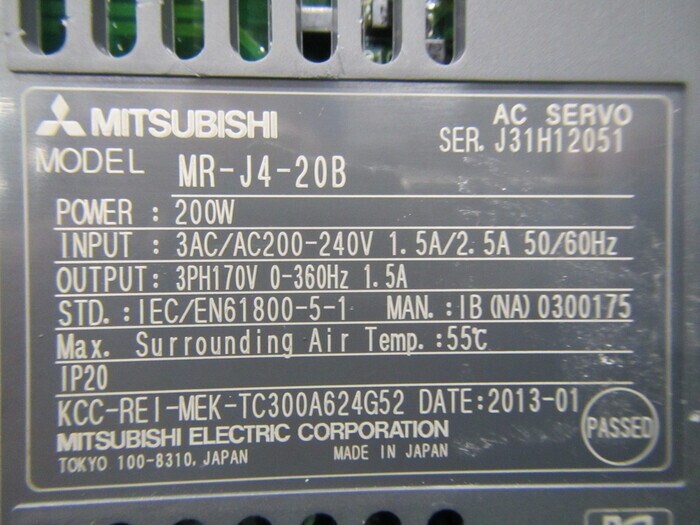 MITSUBISHI AC SERVO
SER. J31H12051
MODEL MR-J4-20B
POWER : 200W
INPUT : 3AC/AC200-240V 1.5A/2.5A 50/60Hz
OUTPUT: 3PH170V 0-360Hz 1.5A
STD. : IEC/EN61800-5-1 MAN. : IB (NA) 0300175
Max. Surrounding Air Temp. : 55℃
IP20
KCC-REI-MEK-TC300A624G52 DATE: 2013-01
MITSUBISHI ELECTRIC CORPORATION
TOKYO 100-8310, JAPAN MADE IN JAPAN
PASSED